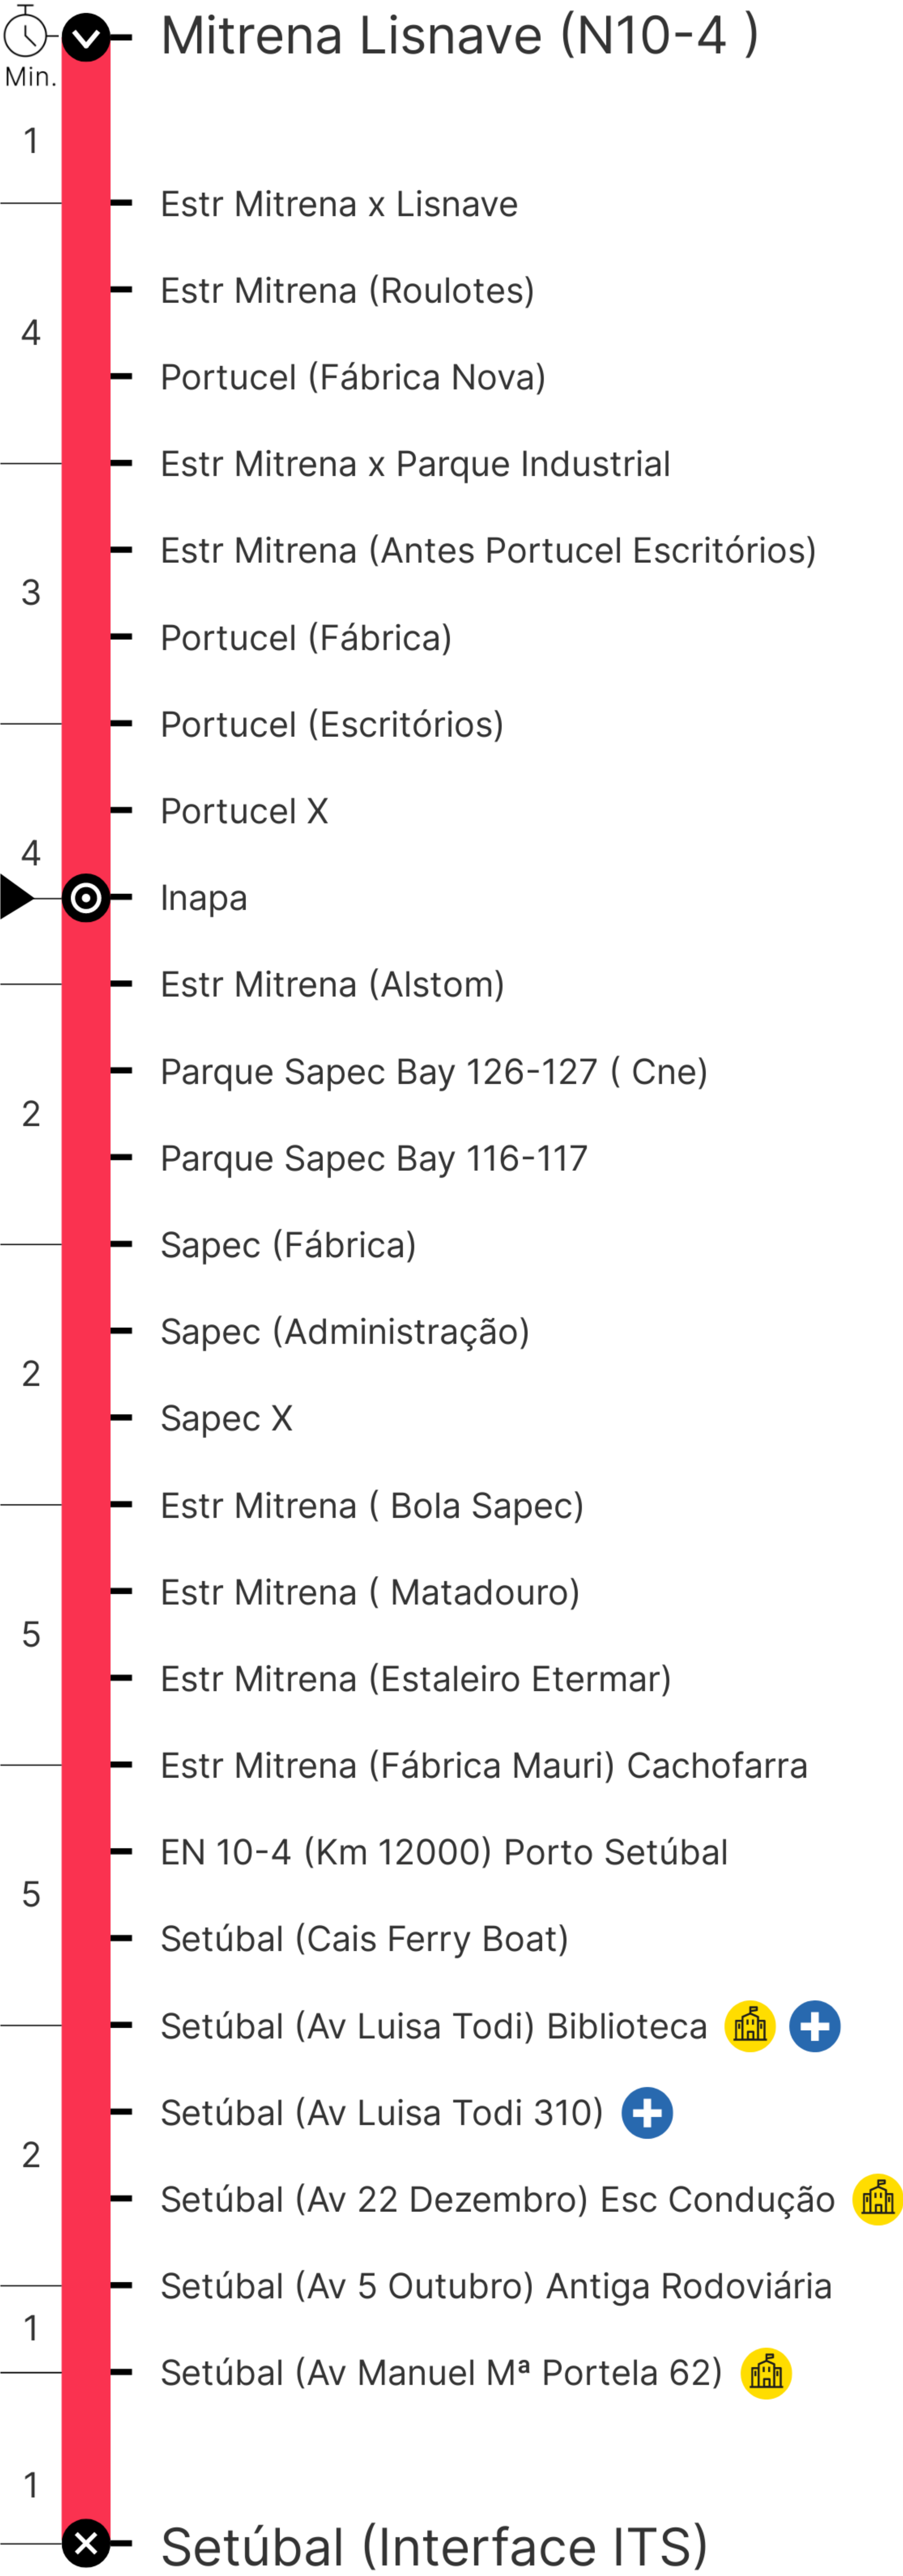 Mitrena Lisnave (N10-4 )
Min.
1
Estr Mitrena x Lisnave
Estr Mitrena (Roulotes)
4
Portucel (Fábrica Nova)
Estr Mitrena x Parque Industrial
Estr Mitrena (Antes Portucel Escritórios)
3
Portucel (Fábrica)
Portucel (Escritórios)
Portucel X
4
Inapa
Estr Mitrena (Alstom)
Parque Sapec Bay 126-127 ( Cne)
2
Parque Sapec Bay 116-117
Sapec (Fábrica)
Sapec (Administração)
2
Sapec X
Estr Mitrena ( Bola Sapec)
Estr Mitrena ( Matadouro)
5
Estr Mitrena (Estaleiro Etermar)
Estr Mitrena (Fábrica Mauri) Cachofarra
EN 10-4 (Km 12000) Porto Setúbal
5
Setúbal (Cais Ferry Boat)
Setúbal (Av Luisa Todi) Biblioteca
Setúbal (Av Luisa Todi 310)
2
Setúbal (Av 22 Dezembro) Esc Condução
Setúbal (Av 5 Outubro) Antiga Rodoviária
1
Setúbal (Av Manuel Mª Portela 62)
1
Setúbal (Interface ITS)